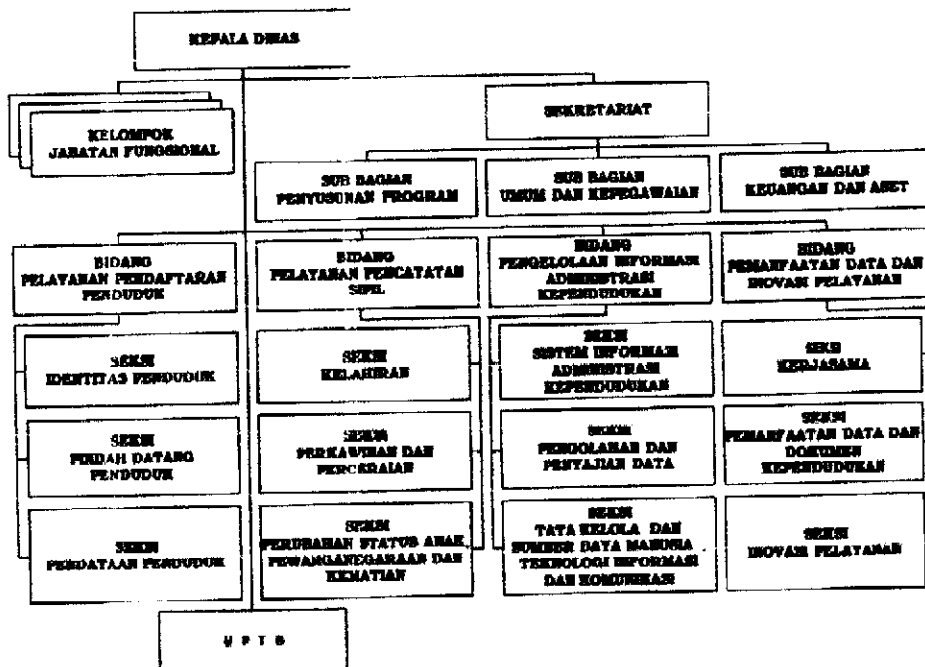 KEPALA DINAS
KELOMPOK
JABATAN FUNGSIONAL
SEKRETARIAT
SUB BAGIAN
PENYUSUNAN PROGRAM
SUB BAGIAN
UMUM DAN KEPEGAWAIAN
SUB BAGIAN
KEUANGAN DAN ASET
BIDANG
PELAYANAN PENDAFTARAN
PENDUDUK
BIDANG
PELAYANAN PENCATATAN
SIPIL
BIDANG
PENGELOLAAN INFORMASI
ADMINISTRASI
KEPENDUDUKAN
BIDANG
PEMANFAATAN DATA DAN
INOVASI PELAYANAN
SEKSI
IDENTITAS PENDUDUK
SEKSI
KELAHIRAN
SEKSI
SISTEM INFORMASI
ADMINISTRASI
KEPENDUDUKAN
SEKSI
KERJASAMA
SEKSI
PINDAH DATANG
PENDUDUK
SEKSI
PERKAWINAN DAN
PERCERAIAN
SEKSI
PENGOLAHAN DAN
PENYAJIAN DATA
SEKSI
PEMANFAATAN DATA DAN
DOKUMEN
KEPENDUDUKAN
SEKSI
PENDATAAN PENDUDUK
SEKSI
PERUBAHAN STATUS ANAK,
PEWARGANEGARAAN DAN
KEMATIAN
SEKSI
TATA KELOLA DAN
SUMBER DAYA MANUSIA
TEKNOLOGI INFORMASI
DAN KOMUNIKASI
SEKSI
INOVASI PELAYANAN